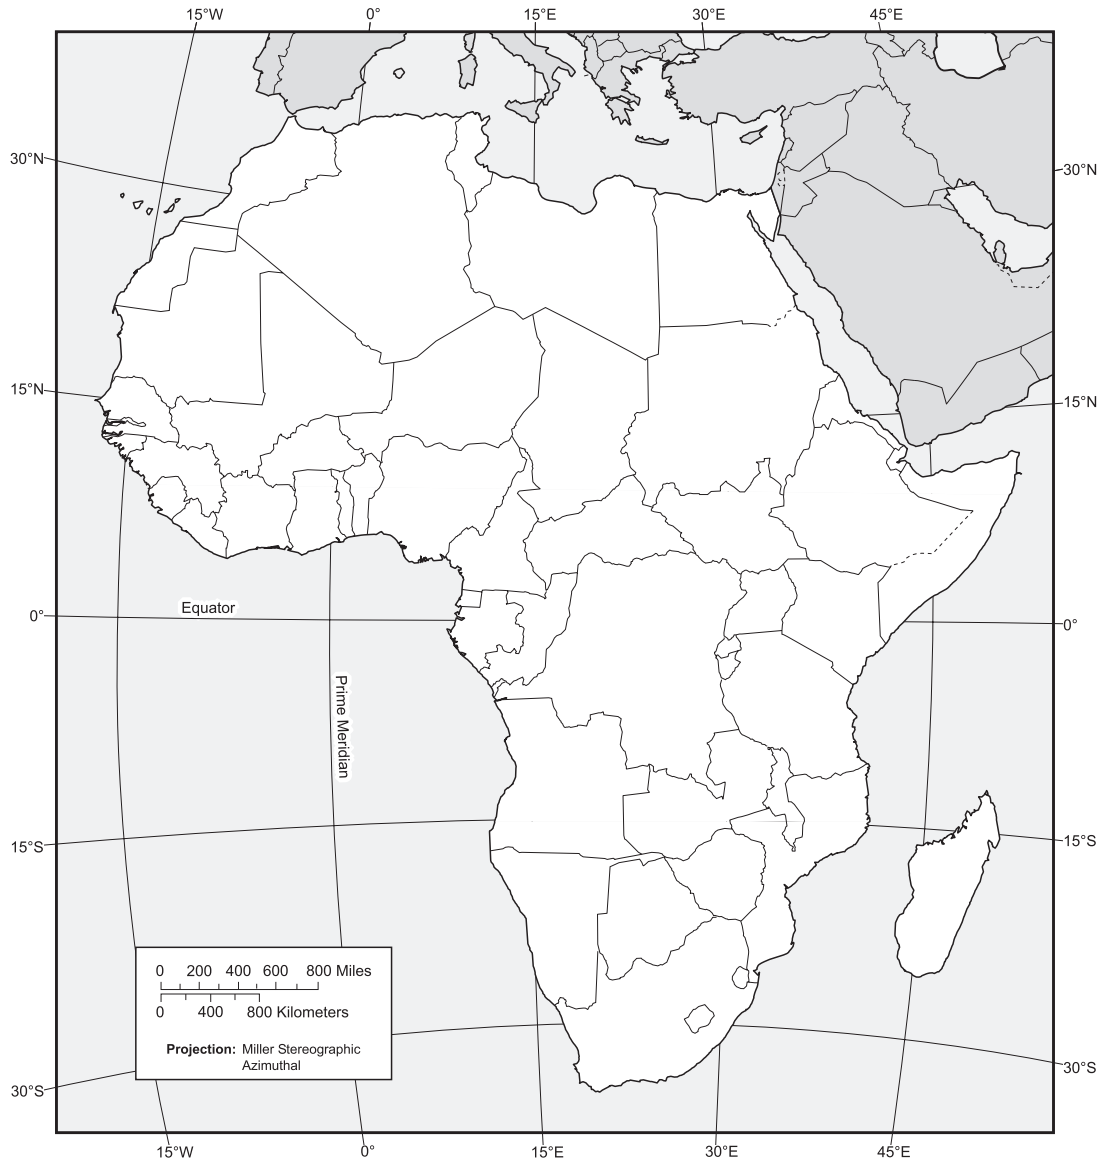 15°W 0° 15°E 30°E 45°E
30°N
30°N
15°N
15°N
Equator
0°
0°
Prime Meridian
15°S
15°S
0 200 400 600 800 Miles
0 400 800 Kilometers
Projection: Miller Stereographic
Azimuthal
30°S
30°S
15°W 0° 15°E 30°E 45°E